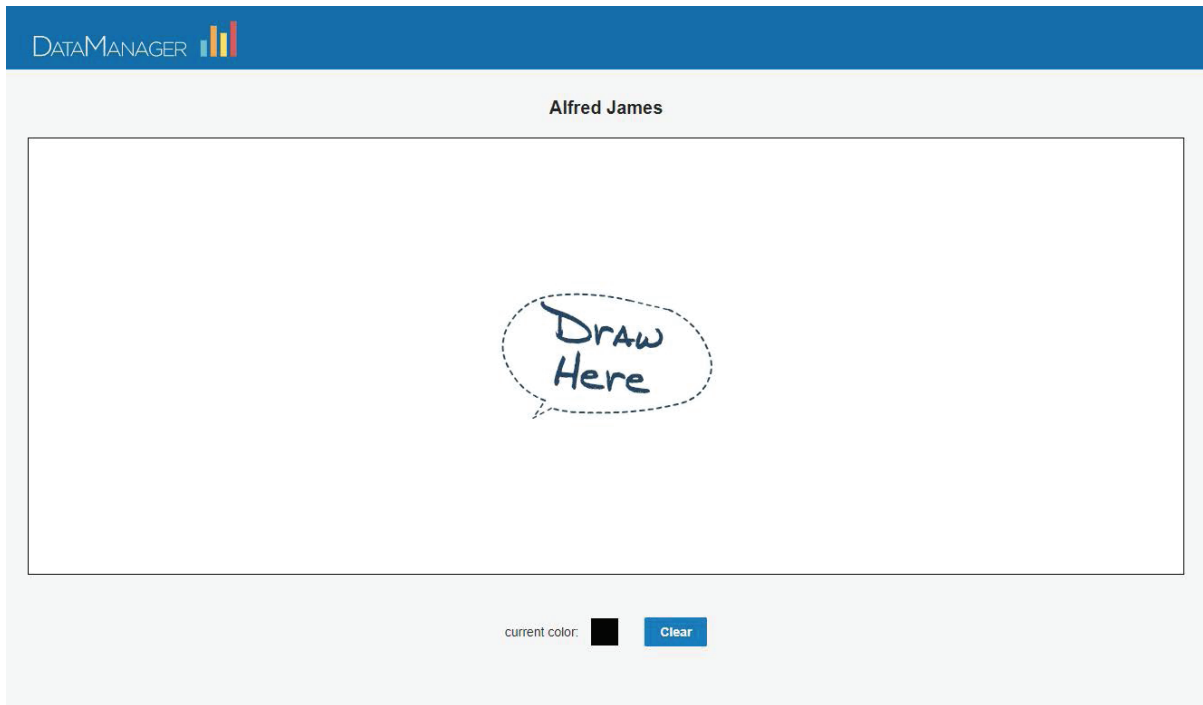 DATAMANAGER
Alfred James
Draw
Here
current color:
Clear